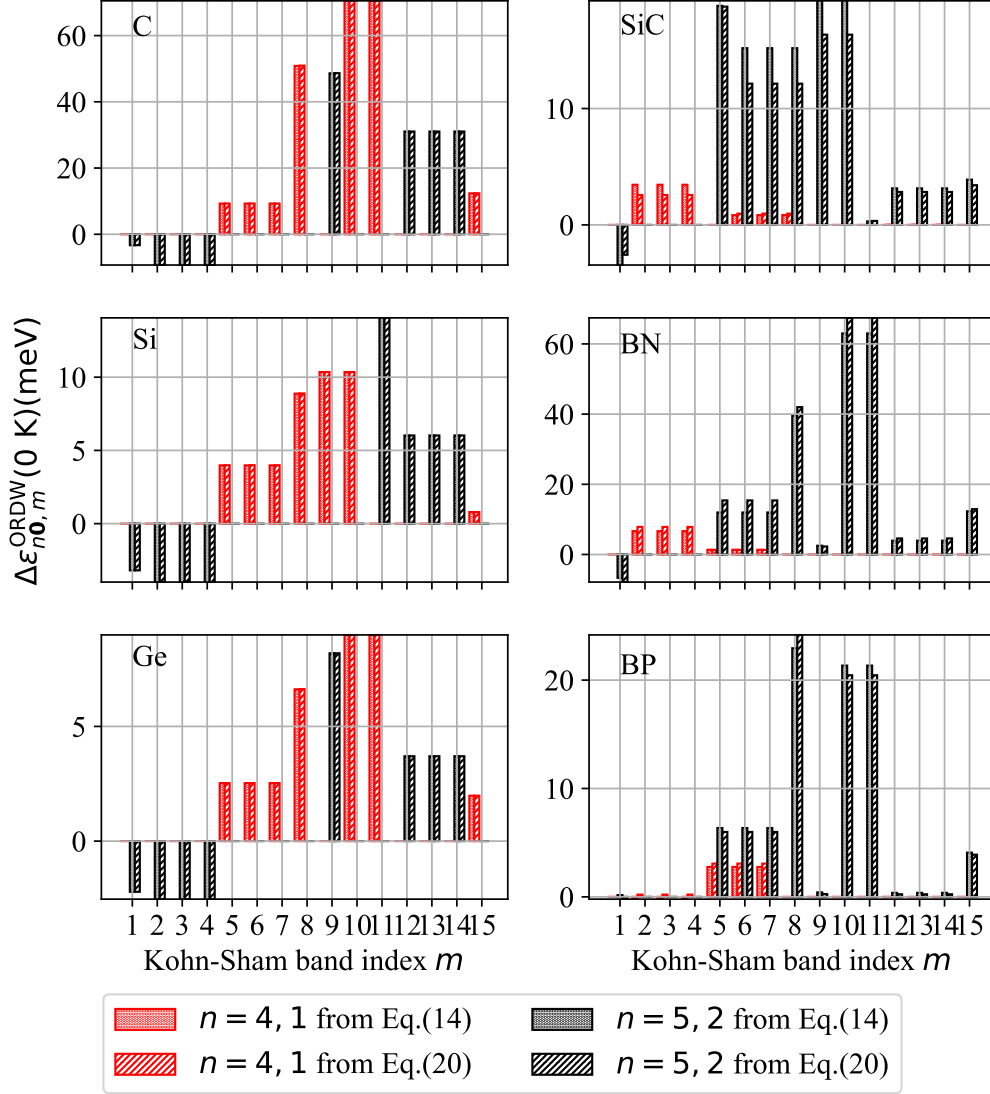 C
60
40
20
0
SiC
10
0
Si
10
5
0
BN
60
40
20
0
Δε^{ORDW}_{n0,m}(0 K)(meV)
Ge
5
0
1 2 3 4 5 6 7 8 9 10 11 12 13 14 15
Kohn-Sham band index m
BP
20
10
0
1 2 3 4 5 6 7 8 9 10 11 12 13 14 15
Kohn-Sham band index m
n = 4, 1 from Eq.(14)
n = 4, 1 from Eq.(20)
n = 5, 2 from Eq.(14)
n = 5, 2 from Eq.(20)